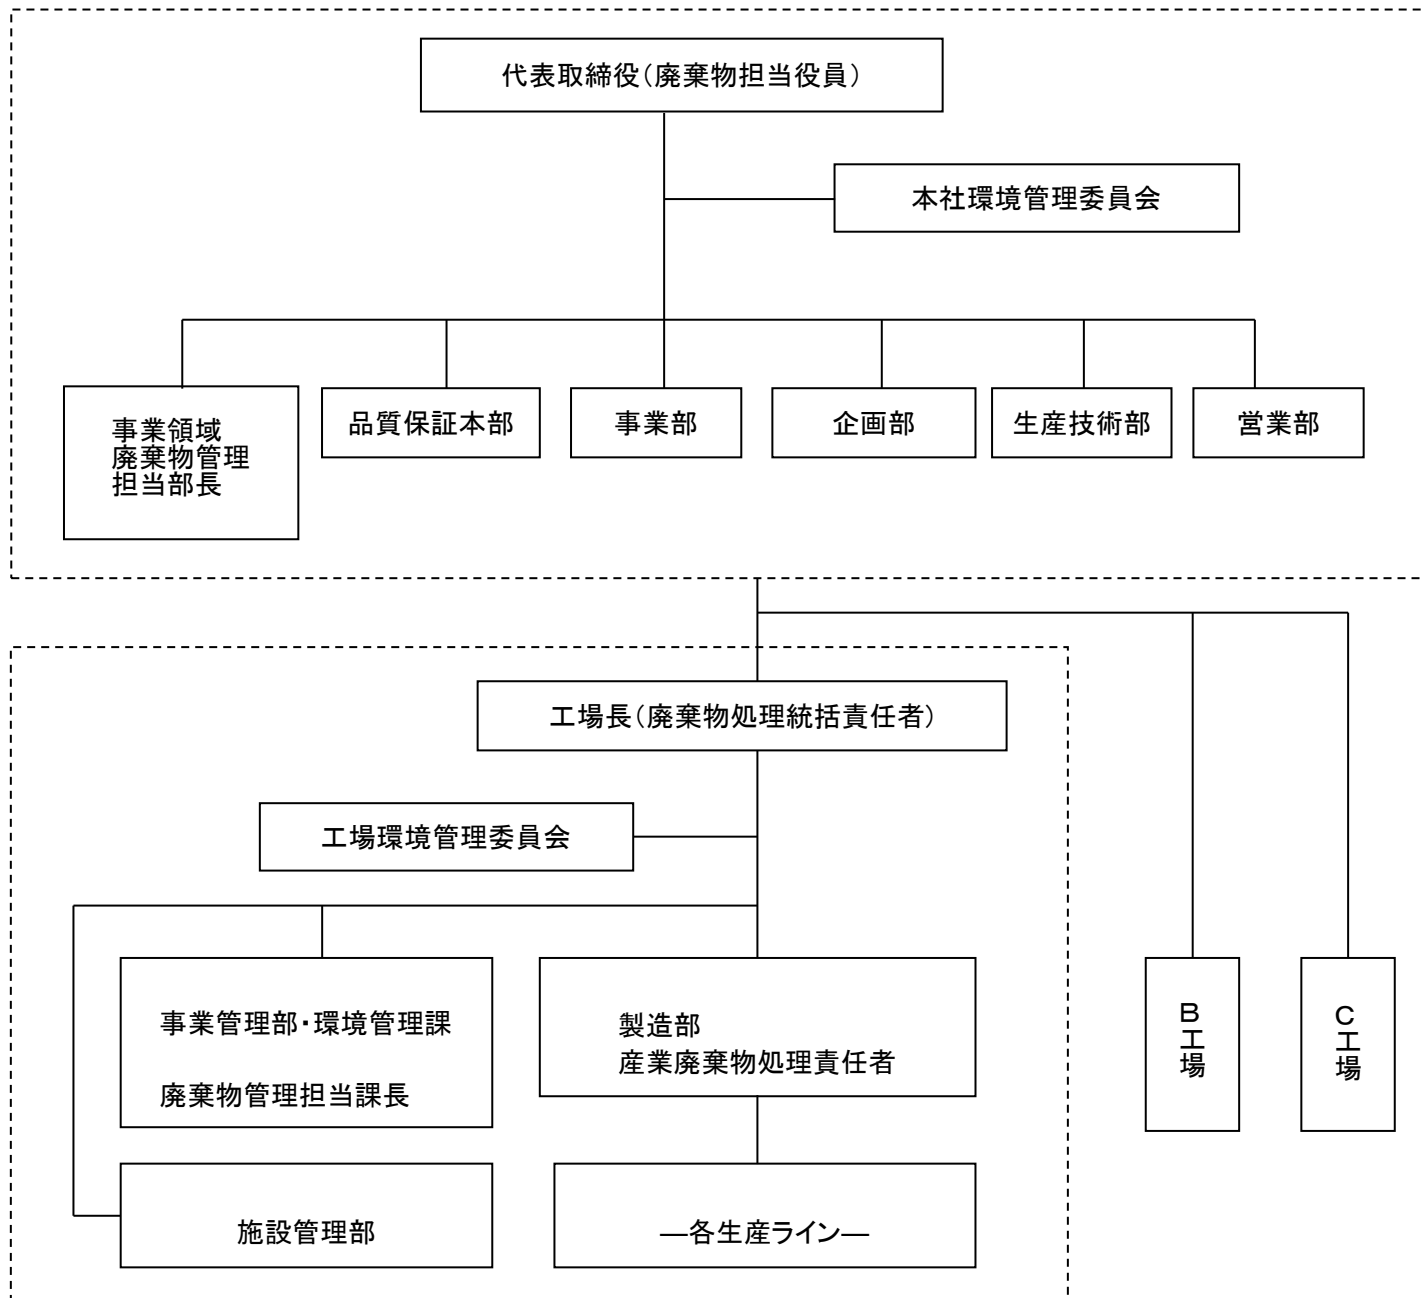 代表取締役（廃棄物担当役員）
本社環境管理委員会
事業領域
廃棄物管理
担当部長
品質保証本部
事業部
企画部
生産技術部
営業部
工場長（廃棄物処理統括責任者）
工場環境管理委員会
事業管理部・環境管理課
廃棄物管理担当課長
製造部
産業廃棄物処理責任者
B工場
C工場
施設管理部
―各生産ライン―